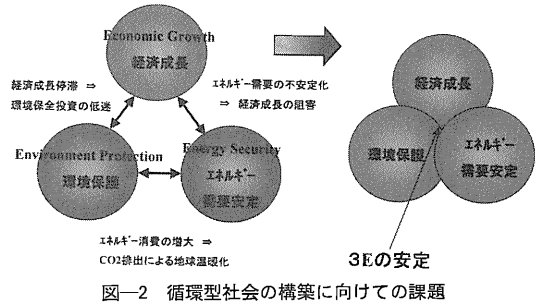 Economic Growth
経済成長
経済成長停滞 ⇒
環境保全投資の低迷
エネルギー需要の不安定化
⇒ 経済成長の阻害
Environment Protection
環境保護
Energy Security
エネルギー
需要安定
エネルギー消費の増大 ⇒
CO2排出による地球温暖化
経済成長
環境保護
エネルギー
需要安定
3Eの安定
図―2 循環型社会の構築に向けての課題